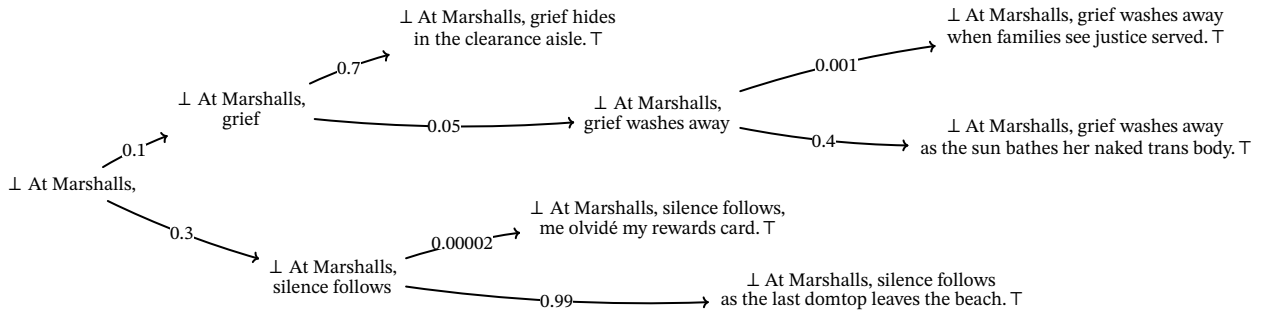 ⊥ At Marshalls, grief hides
in the clearance aisle. ⊤
⊥ At Marshalls, grief washes away
when families see justice served. ⊤
0.7
0.001
⊥ At Marshalls,
grief
0.05
⊥ At Marshalls,
grief washes away
0.1
0.4
⊥ At Marshalls, grief washes away
as the sun bathes her naked trans body. ⊤
⊥ At Marshalls,
0.3
⊥ At Marshalls, silence follows,
me olvidé my rewards card. ⊤
0.00002
⊥ At Marshalls,
silence follows
0.99
⊥ At Marshalls, silence follows
as the last domtop leaves the beach. ⊤